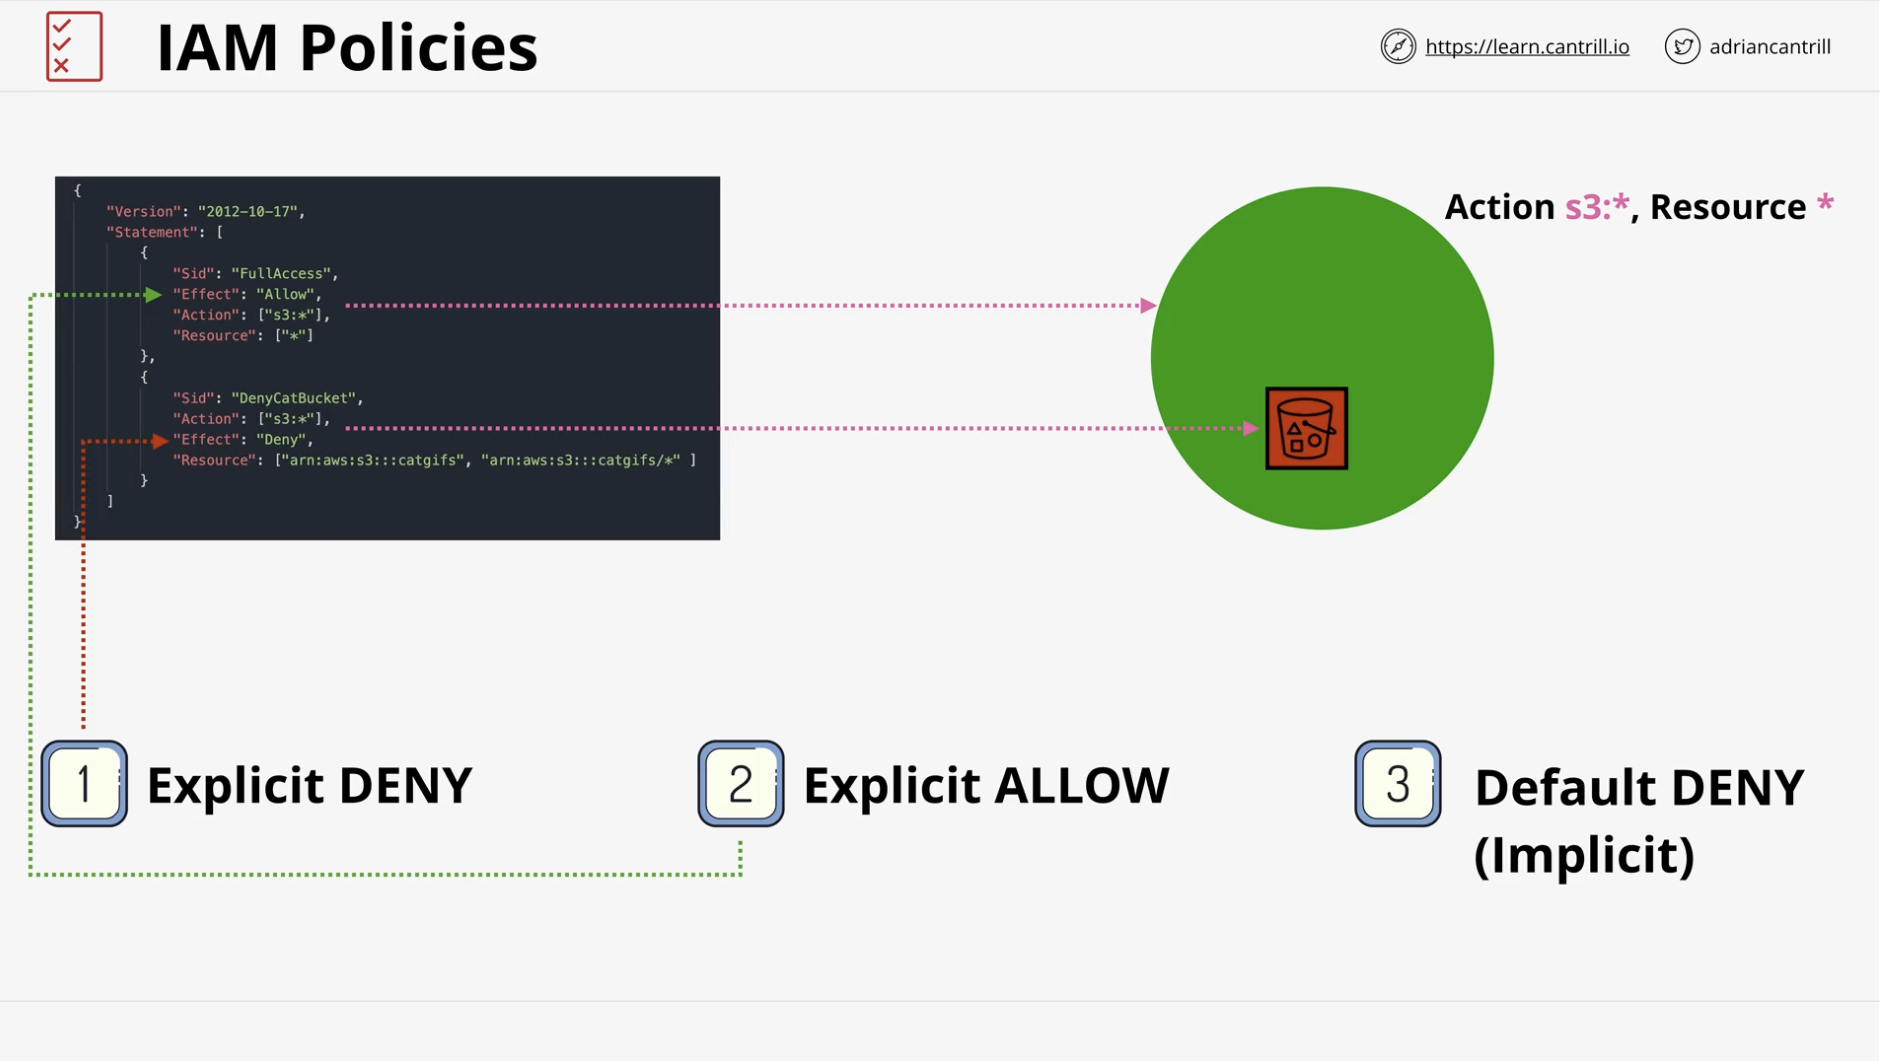 IAM Policies
https://learn.cantrill.io
adriancantrill
{
"Version": "2012-10-17",
"Statement": [
{
"Sid": "FullAccess",
"Effect": "Allow",
"Action": ["s3:*"],
"Resource": ["*"]
},
{
"Sid": "DenyCatBucket",
"Action": ["s3:*"],
"Effect": "Deny",
"Resource": ["arn:aws:s3:::catgifs", "arn:aws:s3:::catgifs/*" ]
}
]
}
Action s3:*, Resource *
1 Explicit DENY
2 Explicit ALLOW
3 Default DENY
(Implicit)